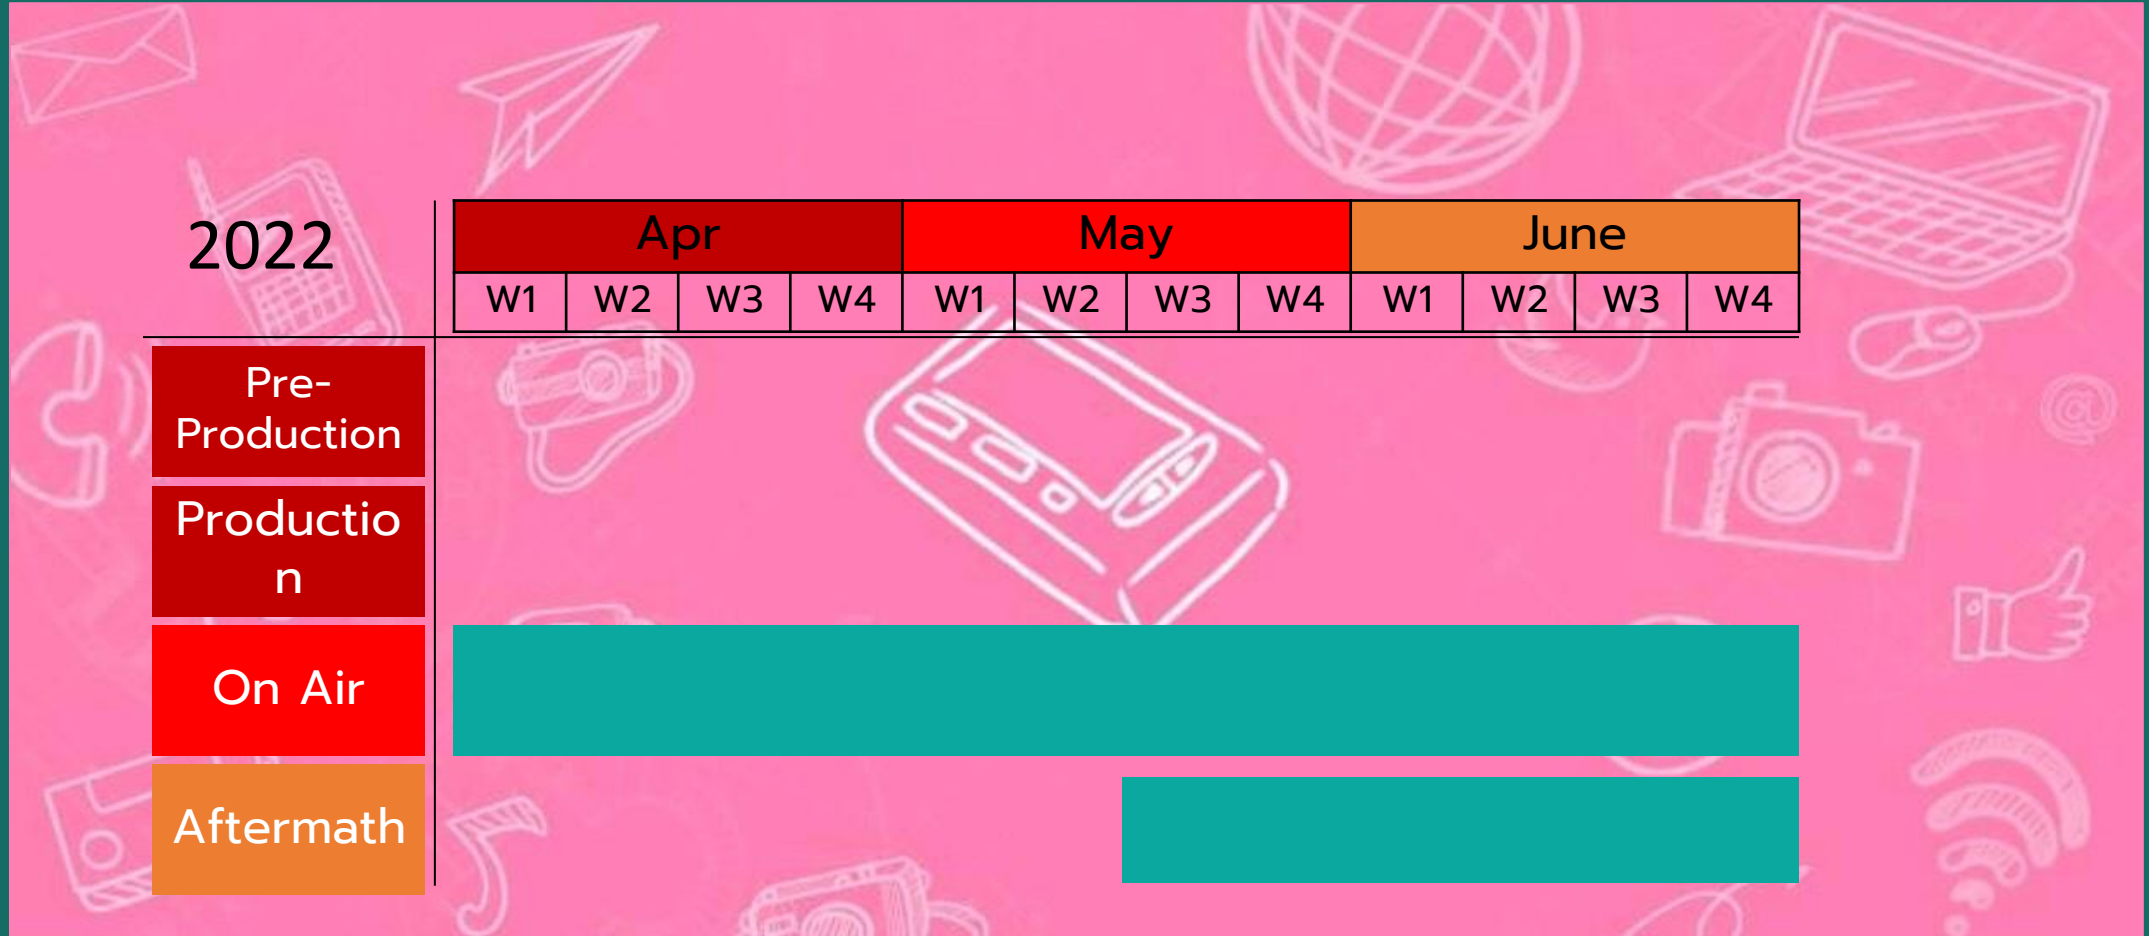 2022
Apr May June
W1 W2 W3 W4 W1 W2 W3 W4 W1 W2 W3 W4
Pre-
Production
Productio
n
On Air
Aftermath
@